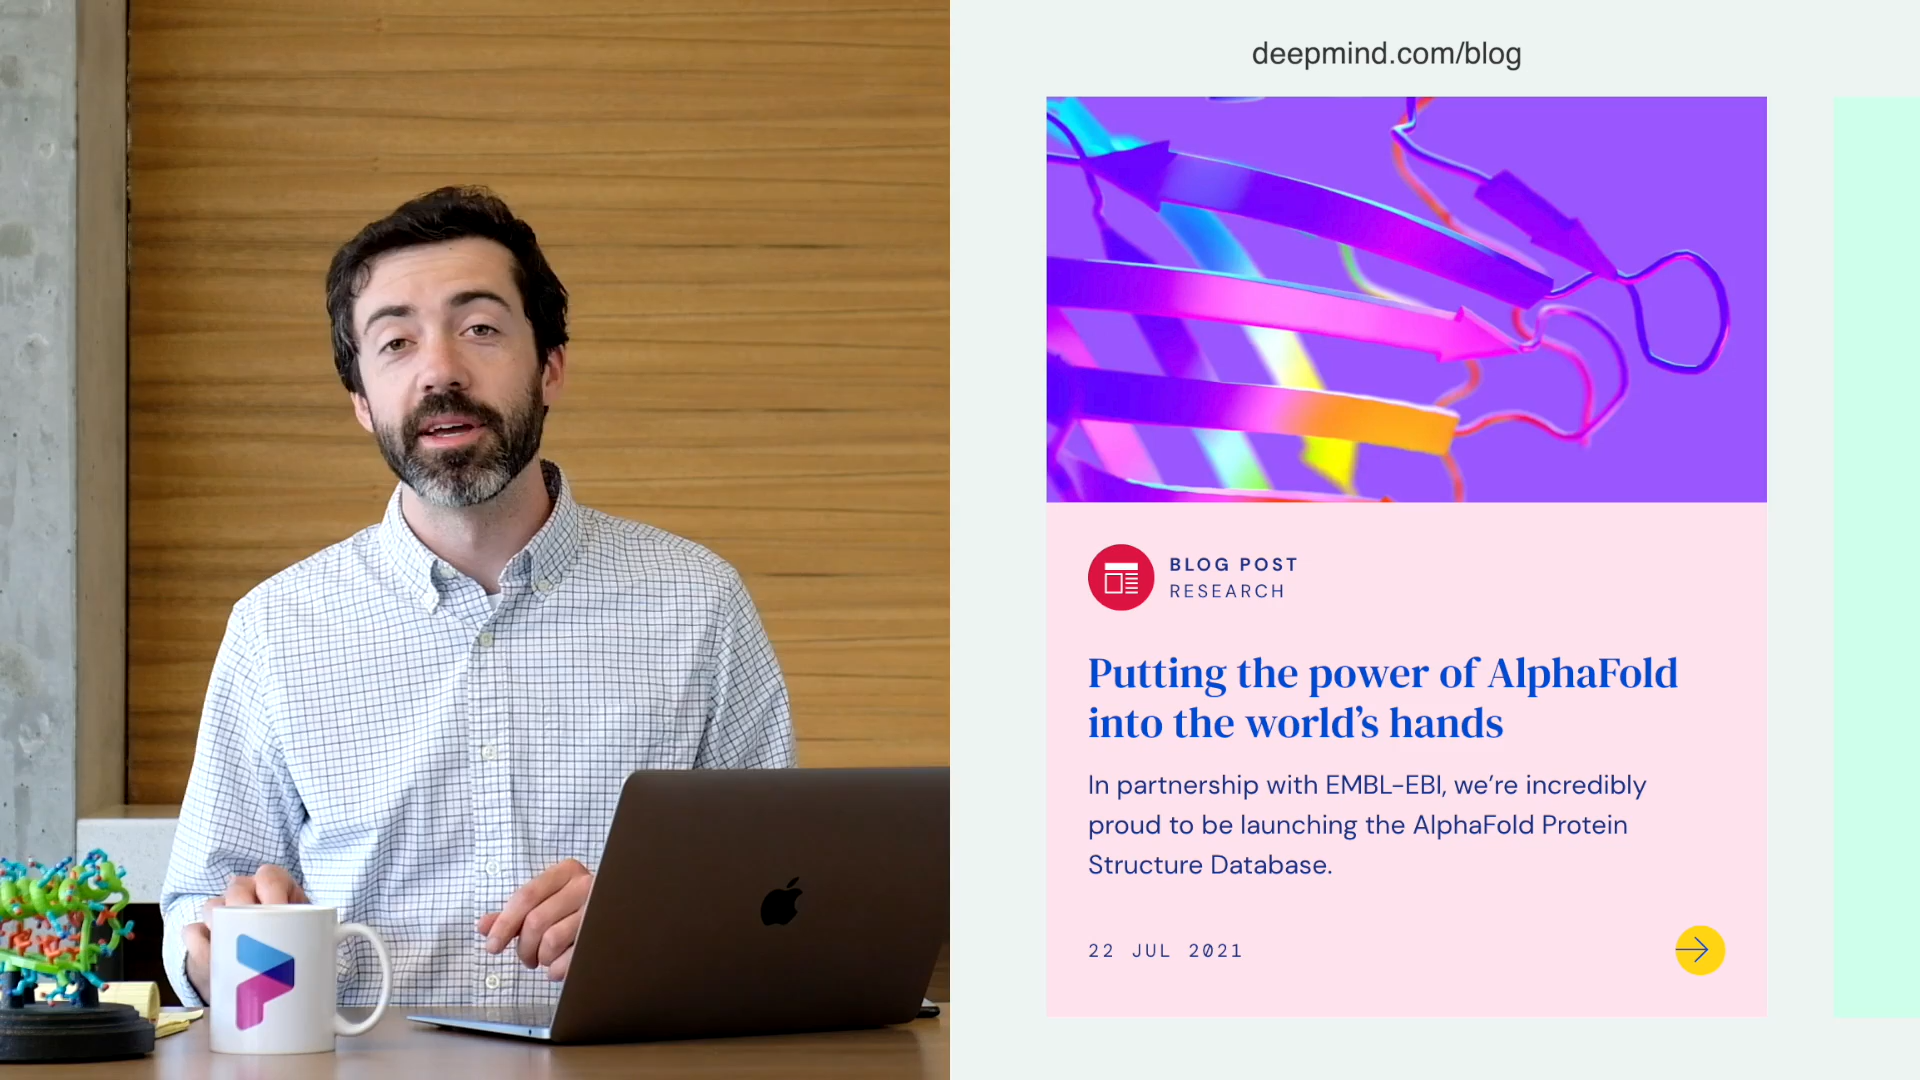 deepmind.com/blog
BLOG POST
RESEARCH
Putting the power of AlphaFold
into the world’s hands
In partnership with EMBL-EBI, we’re incredibly
proud to be launching the AlphaFold Protein
Structure Database.
22 JUL 2021